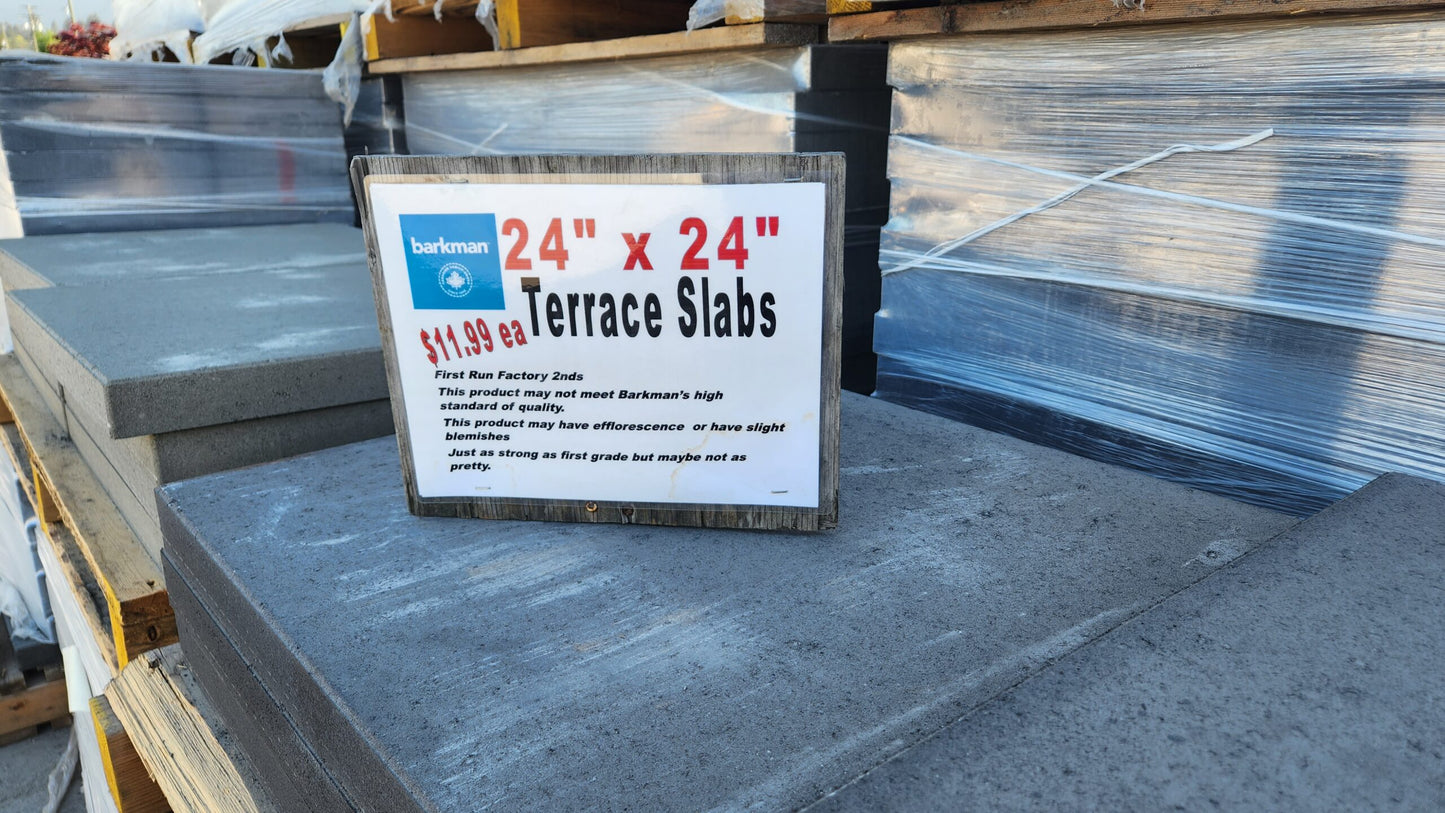 barkman
24" x 24"
Terrace Slabs
$11.99 ea
First Run Factory 2nds
This product may not meet Barkman's high
standard of quality.
This product may have efflorescence or have slight
blemishes
Just as strong as first grade but maybe not as
pretty.